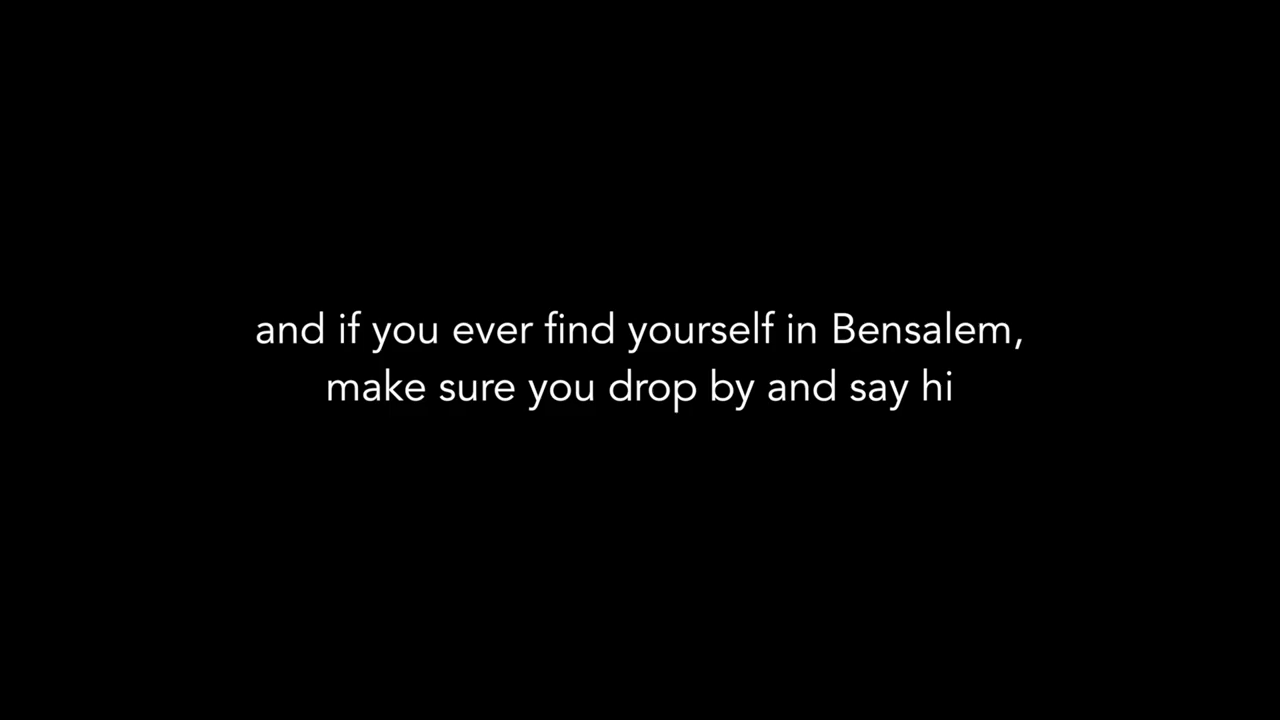 and if you ever find yourself in Bensalem,
make sure you drop by and say hi